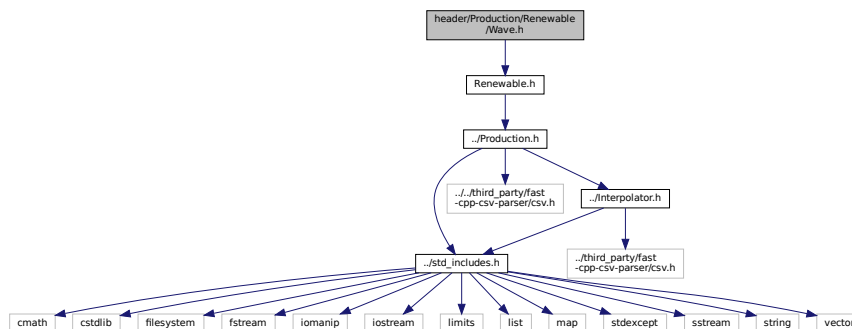 header/Production/Renewable
/Wave.h
Renewable.h
../Production.h
../../third_party/fast
-cpp-csv-parser/csv.h
../Interpolator.h
../third_party/fast
-cpp-csv-parser/csv.h
../std_includes.h
cmath
cstdlib
filesystem
fstream
iomanip
iostream
limits
list
map
stdexcept
sstream
string
vector